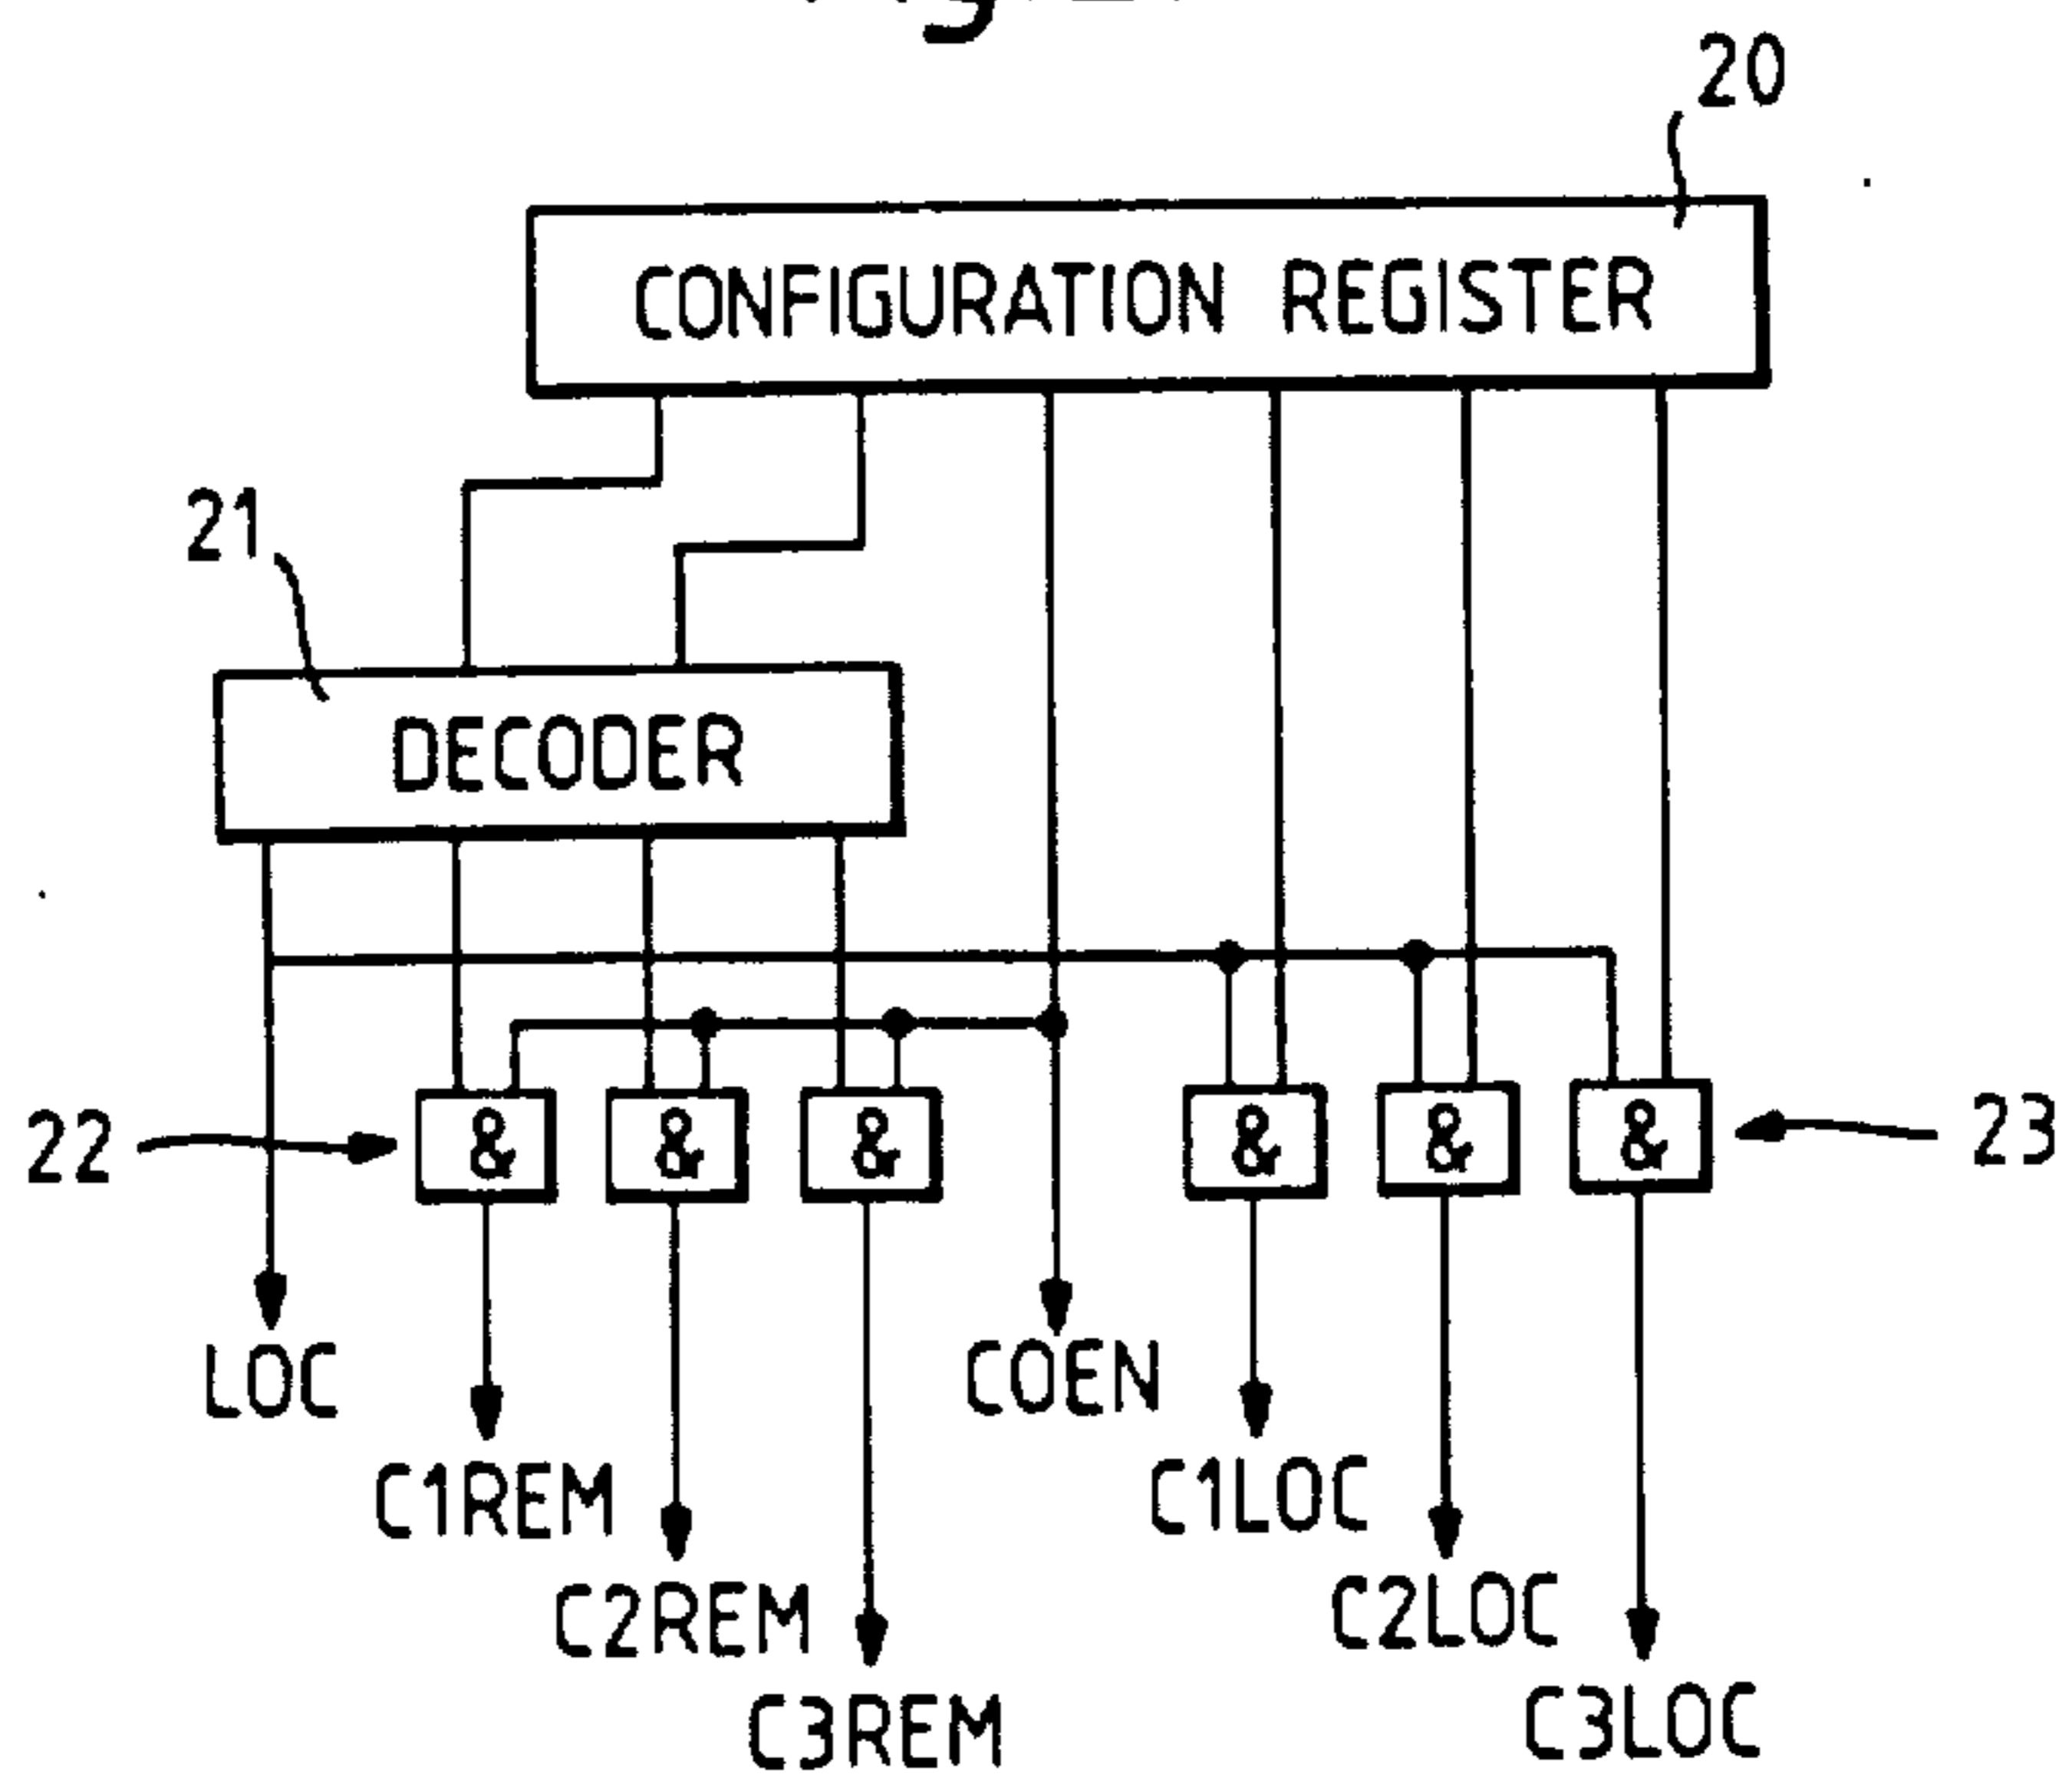 20
CONFIGURATION REGISTER
21
DECODER
22
&
&
&
&
&
&
23
LOC
COEN
C1REM
C1LOC
C2REM
C2LOC
C3REM
C3LOC